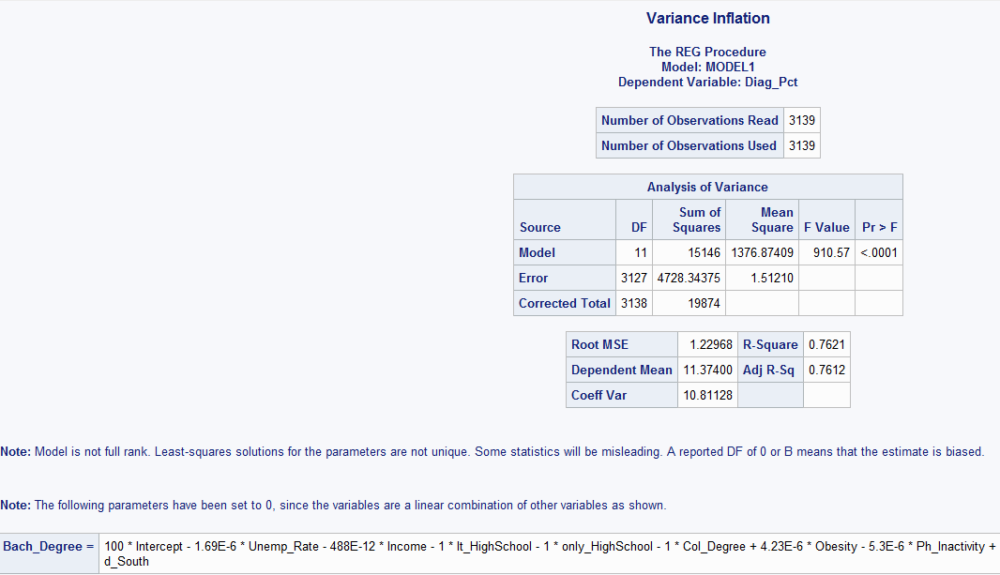 Variance Inflation
The REG Procedure
Model: MODEL1
Dependent Variable: Diag_Pct
Number of Observations Read 3139
Number of Observations Used 3139
Analysis of Variance
Source DF Sum of Squares Mean Square F Value Pr > F
Model 11 15146 1376.87409 910.57 <.0001
Error 3127 4728.34375 1.51210
Corrected Total 3138 19874
Root MSE 1.22968 R-Square 0.7621
Dependent Mean 11.37400 Adj R-Sq 0.7612
Coeff Var 10.81128
Note: Model is not full rank. Least-squares solutions for the parameters are not unique. Some statistics will be misleading. A reported DF of 0 or B means that the estimate is biased.
Note: The following parameters have been set to 0, since the variables are a linear combination of other variables as shown.
Bach_Degree = 100 * Intercept - 1.69E-6 * Unemp_Rate - 488E-12 * Income - 1 * lt_HighSchool - 1 * only_HighSchool - 1 * Col_Degree + 4.23E-6 * Obesity - 5.3E-6 * Ph_Inactivity +
d_South